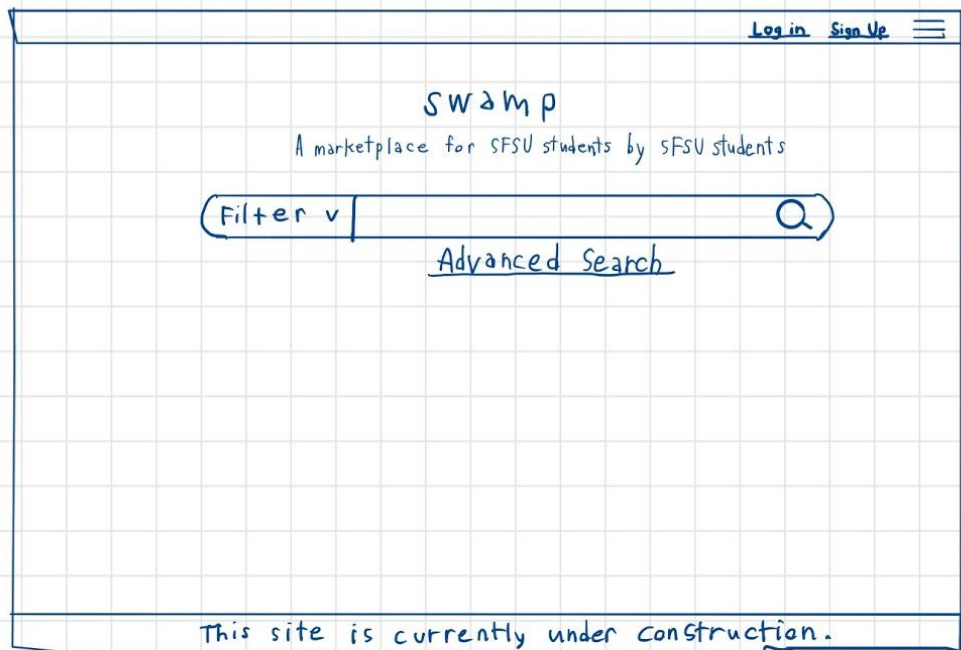 Log in Sign Up
swamp
A marketplace for SFSU students by SFSU students
Filter v
Advanced Search
This site is currently under construction.